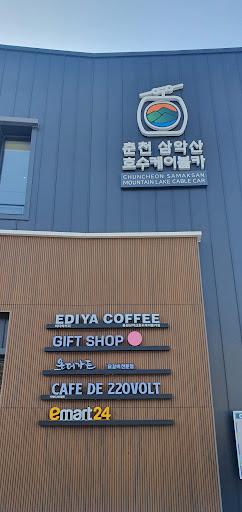 춘천 삼악산
호수케이블카
CHUNCHEON SAMAKSAN
MOUNTAIN LAKE CABLE CAR
EDIYA COFFEE
GIFT SHOP
CAFE DE 220VOLT
emart24